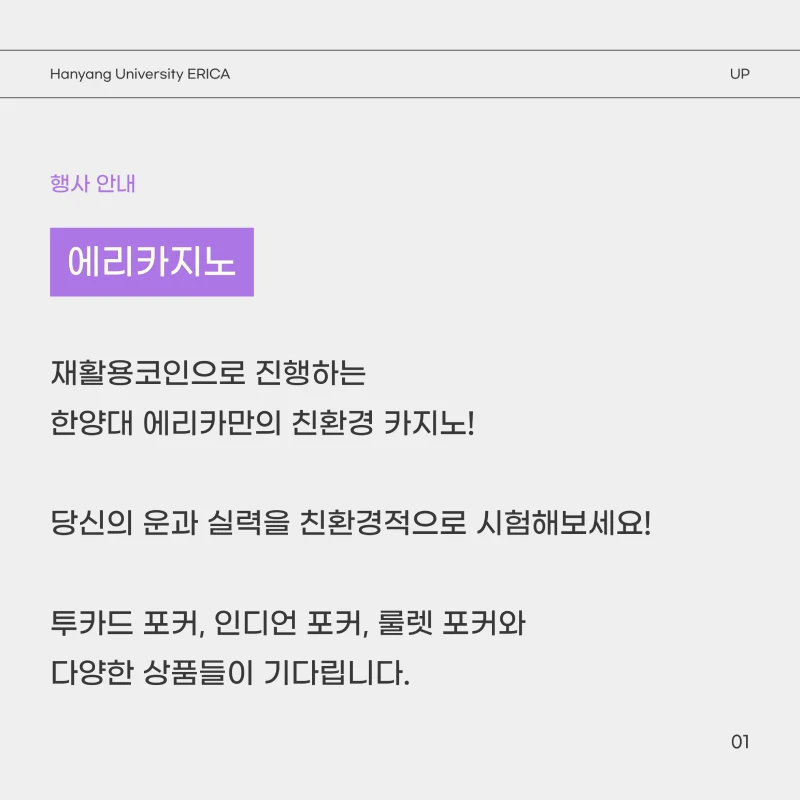 Hanyang University ERICA
UP
행사 안내
에리카지노
재활용코인으로 진행하는
한양대 에리카만의 친환경 카지노!
당신의 운과 실력을 친환경적으로 시험해보세요!
투카드 포커, 인디언 포커, 룰렛 포커와
다양한 상품들이 기다립니다.
01